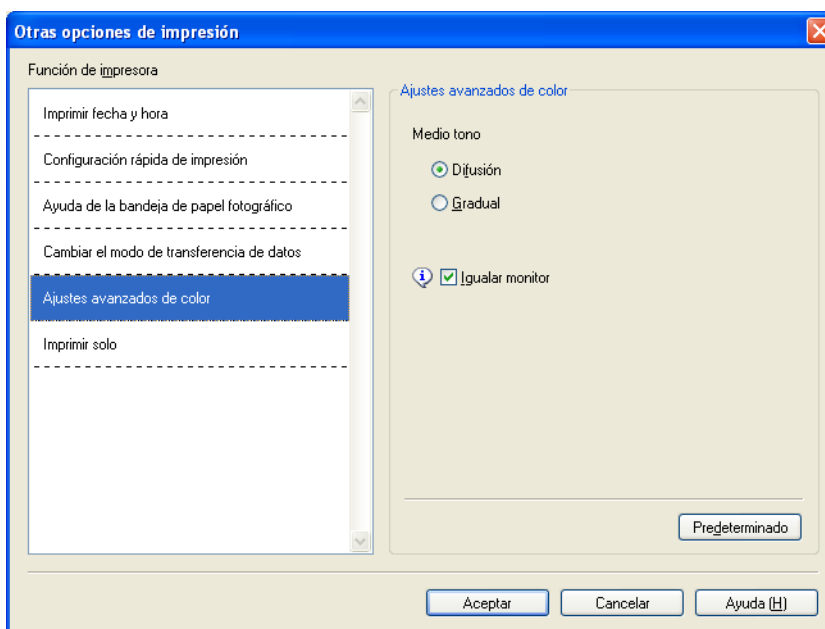 Otras opciones de impresión
Función de impresora
Imprimir fecha y hora
Configuración rápida de impresión
Ayuda de la bandeja de papel fotográfico
Cambiar el modo de transferencia de datos
Ajustes avanzados de color
Imprimir solo
Ajustes avanzados de color
Medio tono
Difusión
Gradual
Igualar monitor
Predeterminado
Aceptar
Cancelar
Ayuda (H)